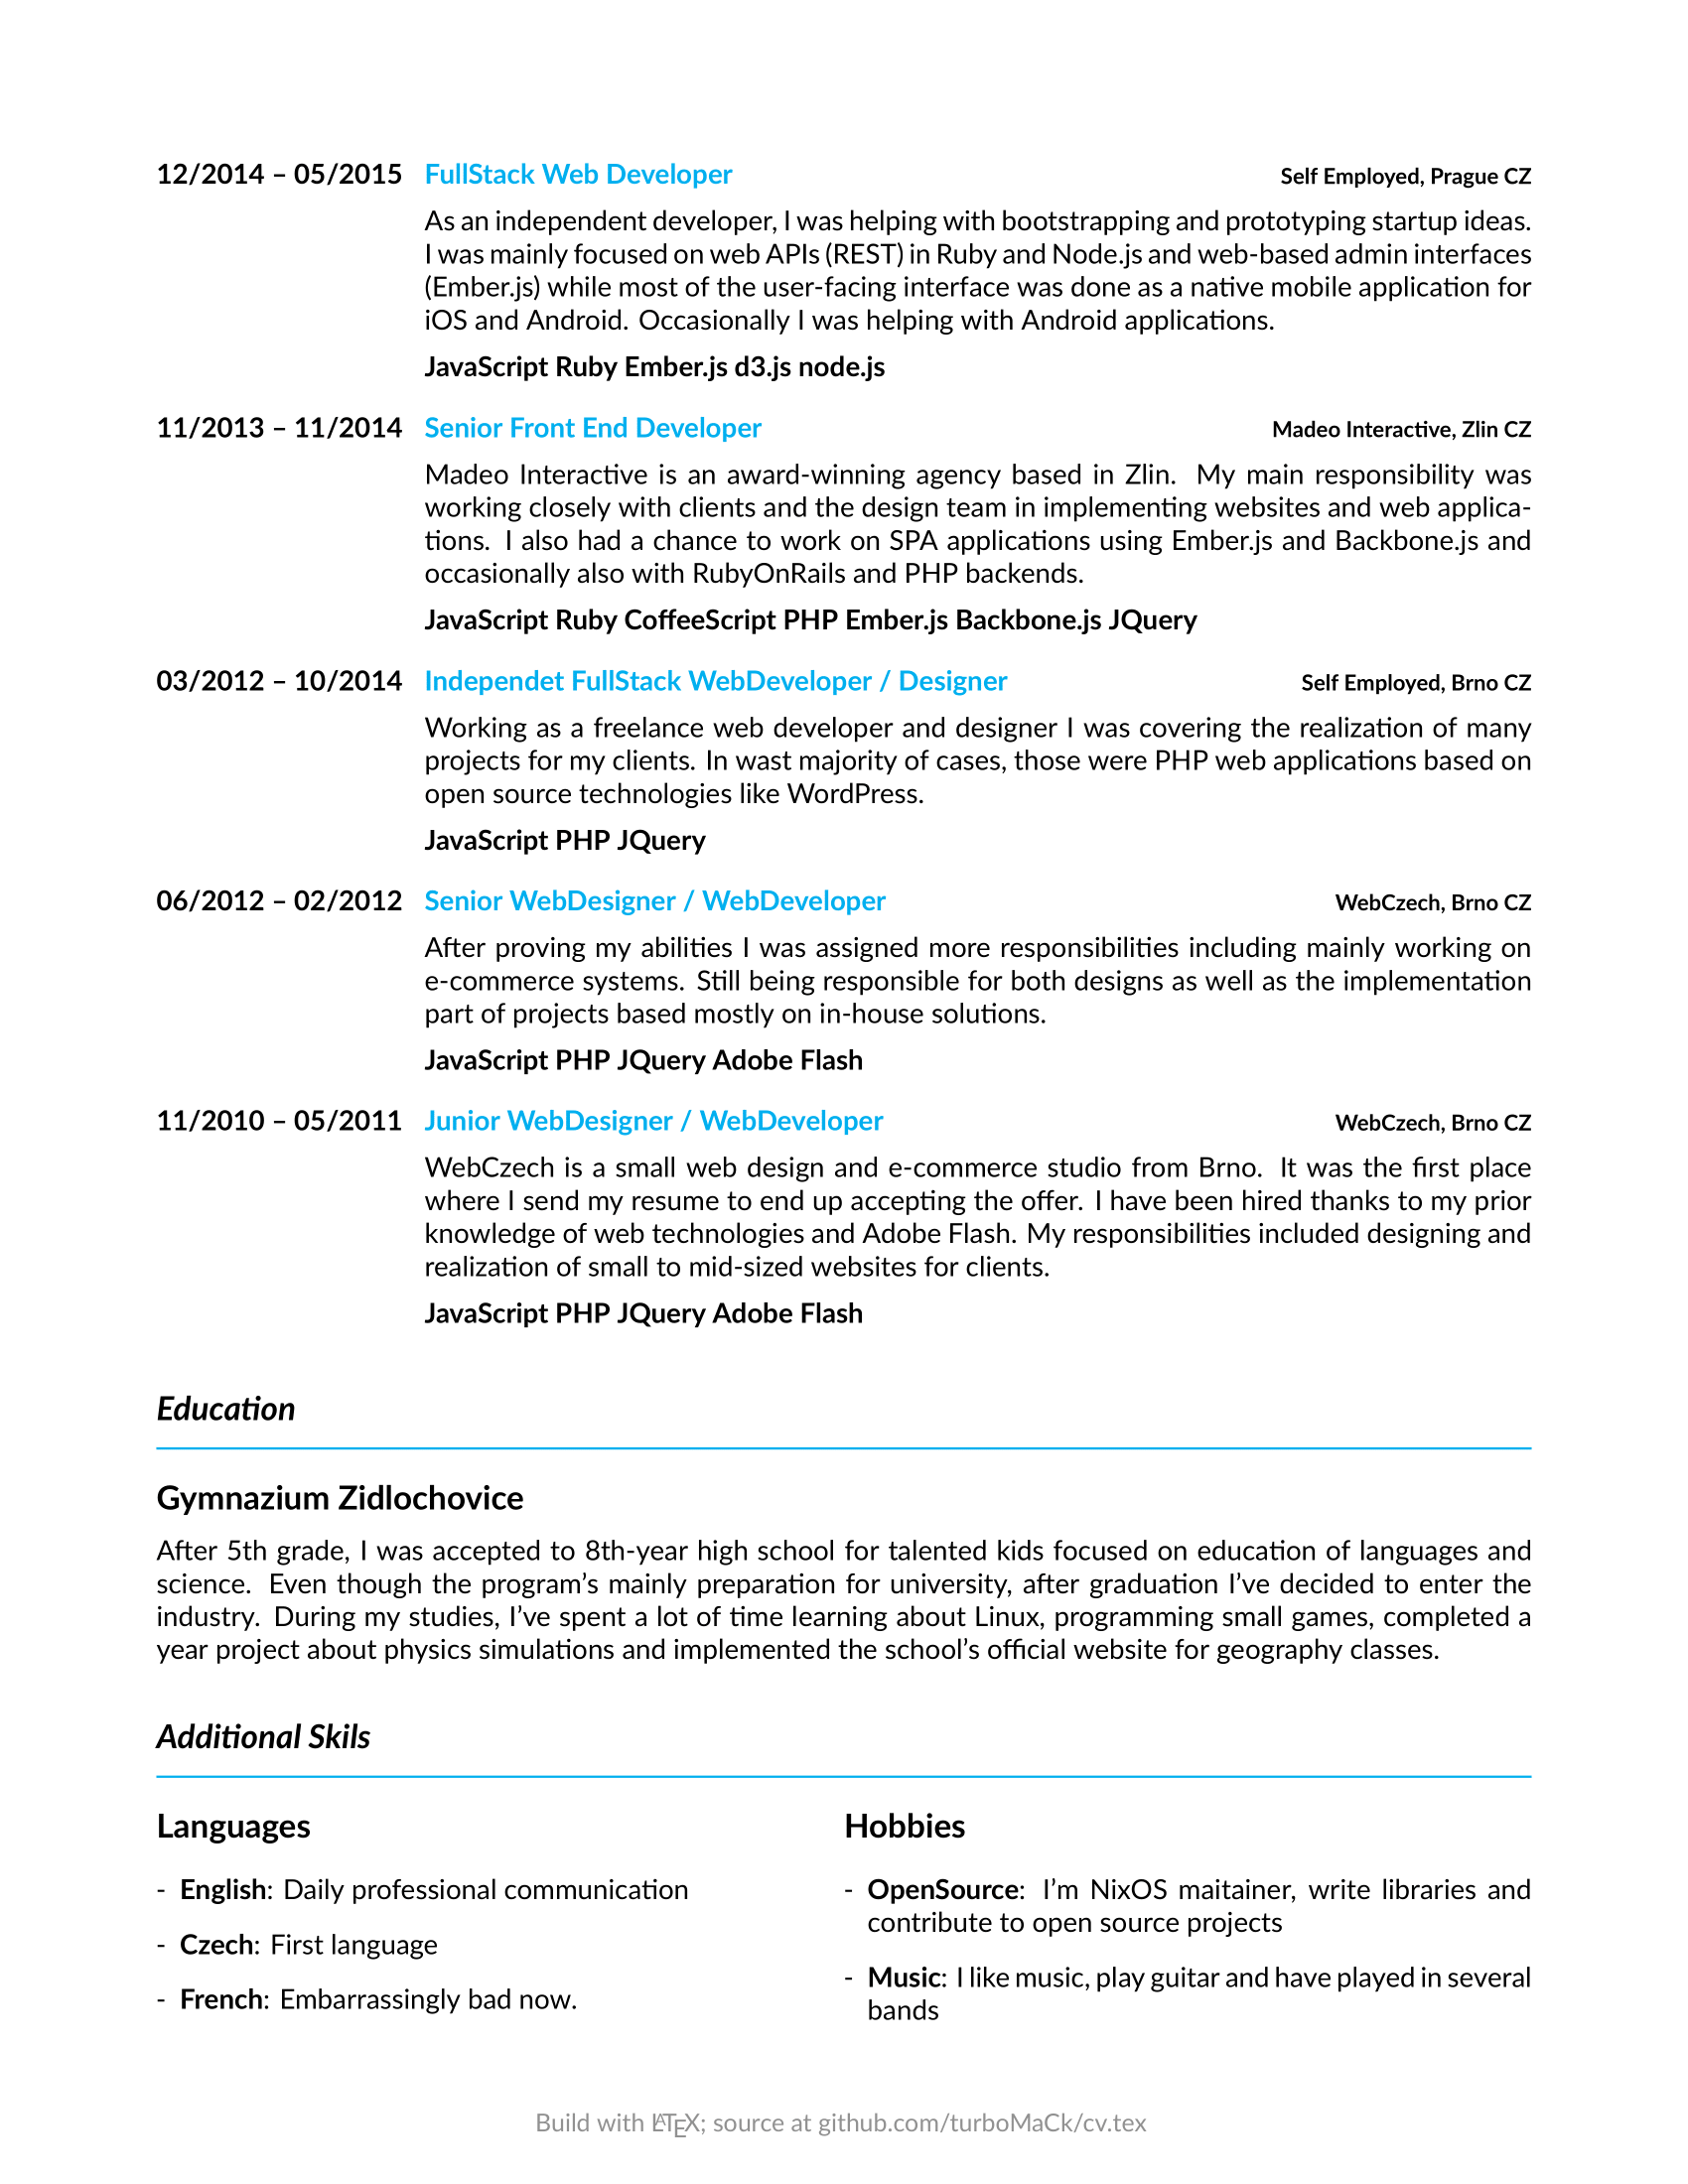 12/2014 – 05/2015 FullStack Web Developer Self Employed, Prague CZ
As an independent developer, I was helping with bootstrapping and prototyping startup ideas.
I was mainly focused on web APIs (REST) in Ruby and Node.js and web-based admin interfaces
(Ember.js) while most of the user-facing interface was done as a native mobile application for
iOS and Android. Occasionally I was helping with Android applications.
JavaScript Ruby Ember.js d3.js node.js
11/2013 – 11/2014 Senior Front End Developer Madeo Interactive, Zlin CZ
Madeo Interactive is an award-winning agency based in Zlin. My main responsibility was
working closely with clients and the design team in implementing websites and web applica-
tions. I also had a chance to work on SPA applications using Ember.js and Backbone.js and
occasionally also with RubyOnRails and PHP backends.
JavaScript Ruby CoffeeScript PHP Ember.js Backbone.js JQuery
03/2012 – 10/2014 Independet FullStack WebDeveloper / Designer Self Employed, Brno CZ
Working as a freelance web developer and designer I was covering the realization of many
projects for my clients. In wast majority of cases, those were PHP web applications based on
open source technologies like WordPress.
JavaScript PHP JQuery
06/2012 – 02/2012 Senior WebDesigner / WebDeveloper WebCzech, Brno CZ
After proving my abilities I was assigned more responsibilities including mainly working on
e-commerce systems. Still being responsible for both designs as well as the implementation
part of projects based mostly on in-house solutions.
JavaScript PHP JQuery Adobe Flash
11/2010 – 05/2011 Junior WebDesigner / WebDeveloper WebCzech, Brno CZ
WebCzech is a small web design and e-commerce studio from Brno. It was the first place
where I send my resume to end up accepting the offer. I have been hired thanks to my prior
knowledge of web technologies and Adobe Flash. My responsibilities included designing and
realization of small to mid-sized websites for clients.
JavaScript PHP JQuery Adobe Flash
Education
Gymnazium Zidlochovice
After 5th grade, I was accepted to 8th-year high school for talented kids focused on education of languages and
science. Even though the program's mainly preparation for university, after graduation I've decided to enter the
industry. During my studies, I've spent a lot of time learning about Linux, programming small games, completed a
year project about physics simulations and implemented the school's official website for geography classes.
Additional Skils
Languages
- English: Daily professional communication
- Czech: First language
- French: Embarrassingly bad now.
Hobbies
- OpenSource: I'm NixOS maitainer, write libraries and
contribute to open source projects
- Music: I like music, play guitar and have played in several
bands
Build with LATEX; source at github.com/turboMaCk/cv.tex